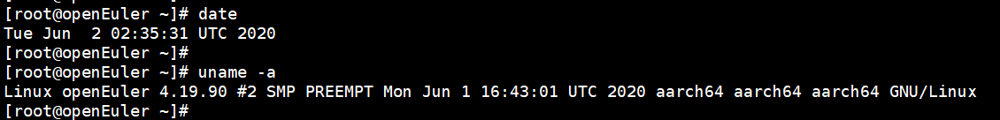 [root@openEuler ~]# date
Tue Jun  2 02:35:31 UTC 2020
[root@openEuler ~]#
[root@openEuler ~]# uname -a
Linux openEuler 4.19.90 #2 SMP PREEMPT Mon Jun 1 16:43:01 UTC 2020 aarch64 aarch64 aarch64 GNU/Linux
[root@openEuler ~]#